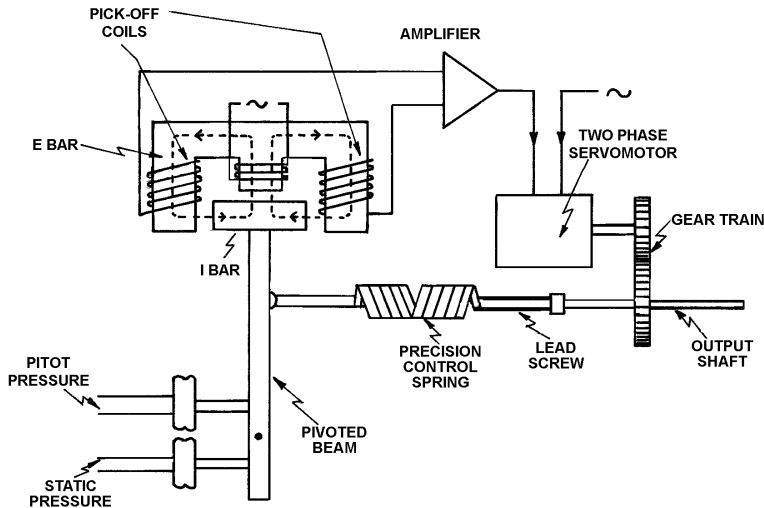 PICK-OFF
COILS
AMPLIFIER
E BAR
TWO PHASE
SERVOMOTOR
GEAR TRAIN
I BAR
PRECISION
CONTROL
SPRING
LEAD
SCREW
OUTPUT
SHAFT
PITOT
PRESSURE
PIVOTED
BEAM
STATIC
PRESSURE